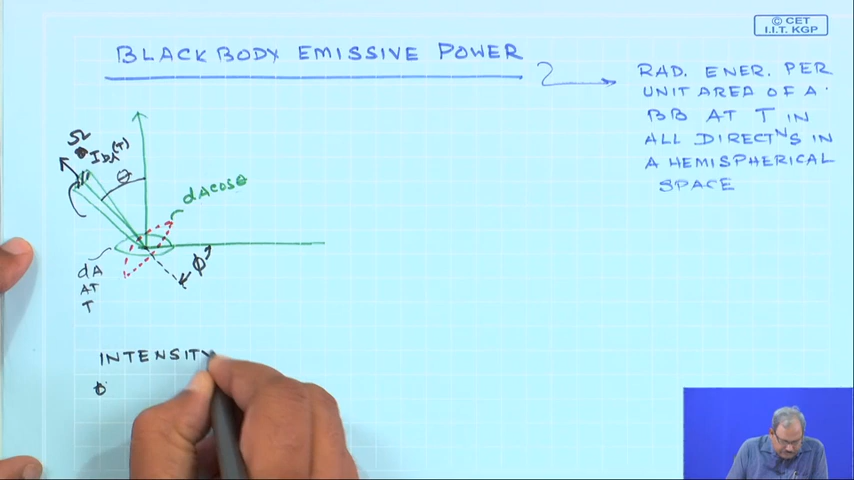 © CET
I.I.T. KGP
BLACKBODY EMISSIVE POWER
RAD. ENER. PER
UNIT AREA OF A
BB AT T IN
ALL DIRECTNS IN
A HEMISPHERICAL
SPACE
Ω
Ibλ(T)
θ
dAcosθ
dA
AT
T
ϕ
INTENSITY